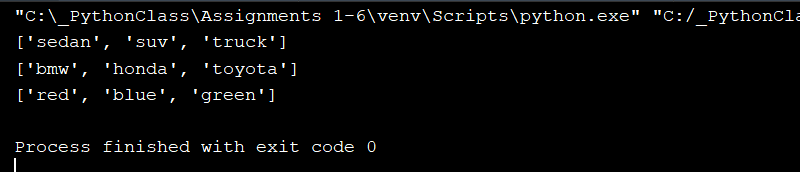 "C:\_PythonClass\Assignments 1-6\venv\Scripts\python.exe" "C:/_PythonCla
['sedan', 'suv', 'truck']
['bmw', 'honda', 'toyota']
['red', 'blue', 'green']
Process finished with exit code 0